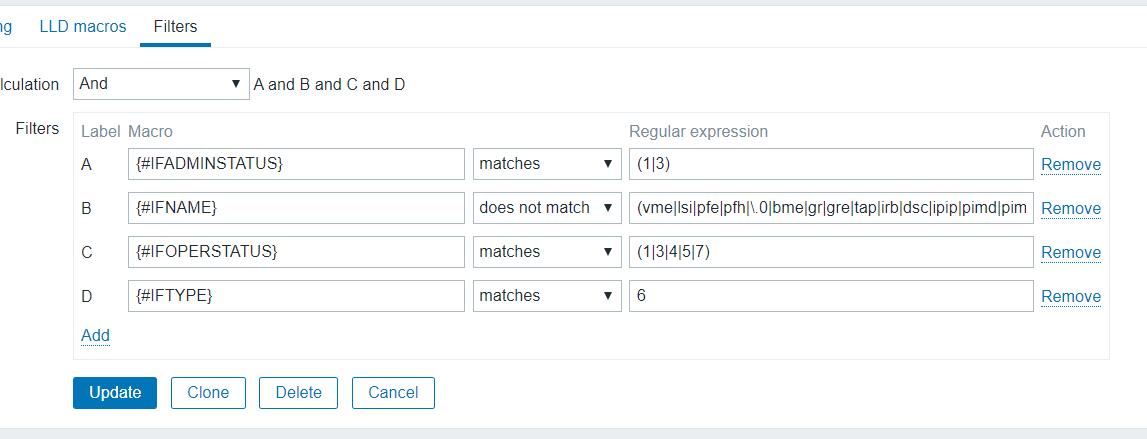 ng LLD macros Filters
lculation And A and B and C and D
Filters Label Macro Regular expression Action
A {#IFADMINSTATUS} matches (1|3) Remove
B {#IFNAME} does not match (vme|lsi|pfe|pfh|\.0|bme|gr|gre|tap|irb|dsc|ipip|pimd|pim Remove
C {#IFOPERSTATUS} matches (1|3|4|5|7) Remove
D {#IFTYPE} matches 6 Remove
Add
Update Clone Delete Cancel